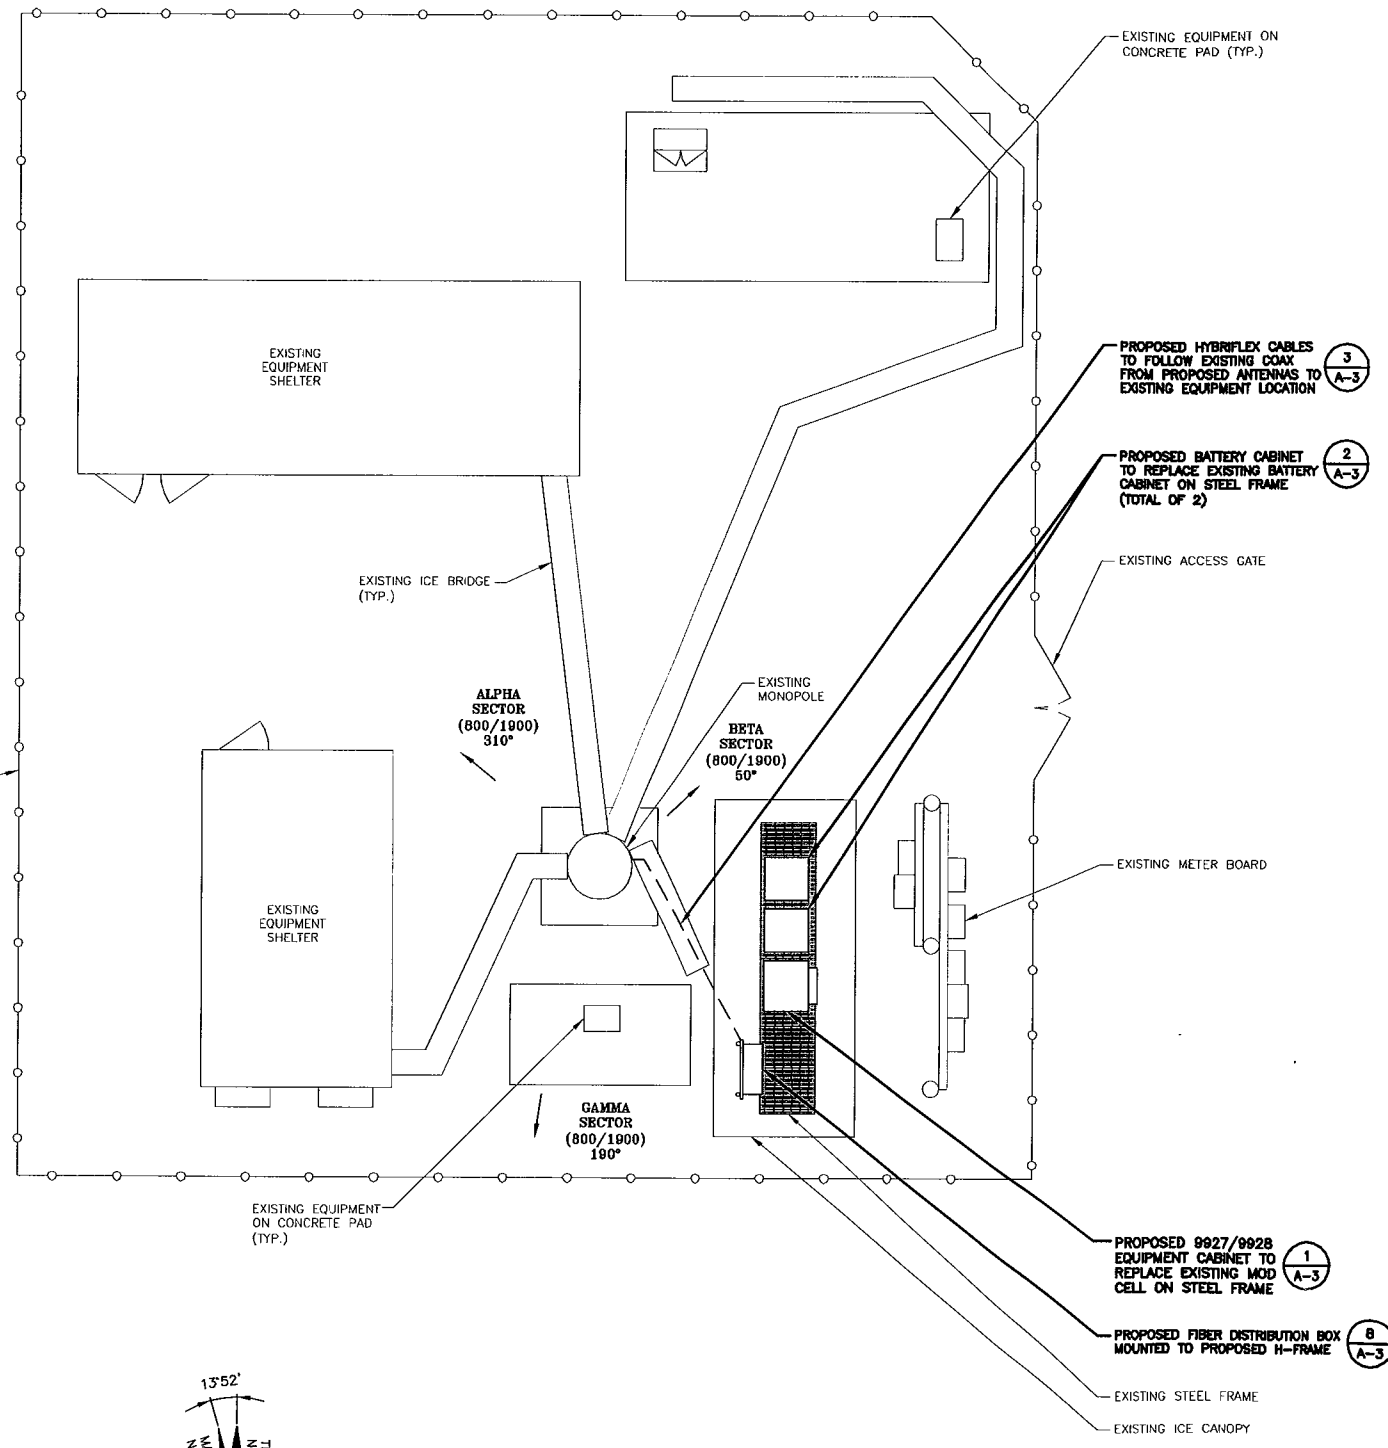 EXISTING EQUIPMENT ON
CONCRETE PAD (TYP.)
EXISTING
EQUIPMENT
SHELTER
PROPOSED HYBRIFLEX CABLES
TO FOLLOW EXISTING COAX
FROM PROPOSED ANTENNAS TO
EXISTING EQUIPMENT LOCATION
3
A-3
PROPOSED BATTERY CABINET
TO REPLACE EXISTING BATTERY
CABINET ON STEEL FRAME
(TOTAL OF 2)
2
A-3
EXISTING ACCESS GATE
EXISTING ICE BRIDGE
(TYP.)
EXISTING
MONOPOLE
ALPHA
SECTOR
(800/1900)
310°
BETA
SECTOR
(800/1900)
50°
EXISTING METER BOARD
EXISTING
EQUIPMENT
SHELTER
GAMMA
SECTOR
(800/1900)
190°
EXISTING EQUIPMENT
ON CONCRETE PAD
(TYP.)
PROPOSED 9927/9928
EQUIPMENT CABINET TO
REPLACE EXISTING MOD
CELL ON STEEL FRAME
1
A-3
PROPOSED FIBER DISTRIBUTION BOX
MOUNTED TO PROPOSED H-FRAME
8
A-3
EXISTING STEEL FRAME
EXISTING ICE CANOPY
13°52'